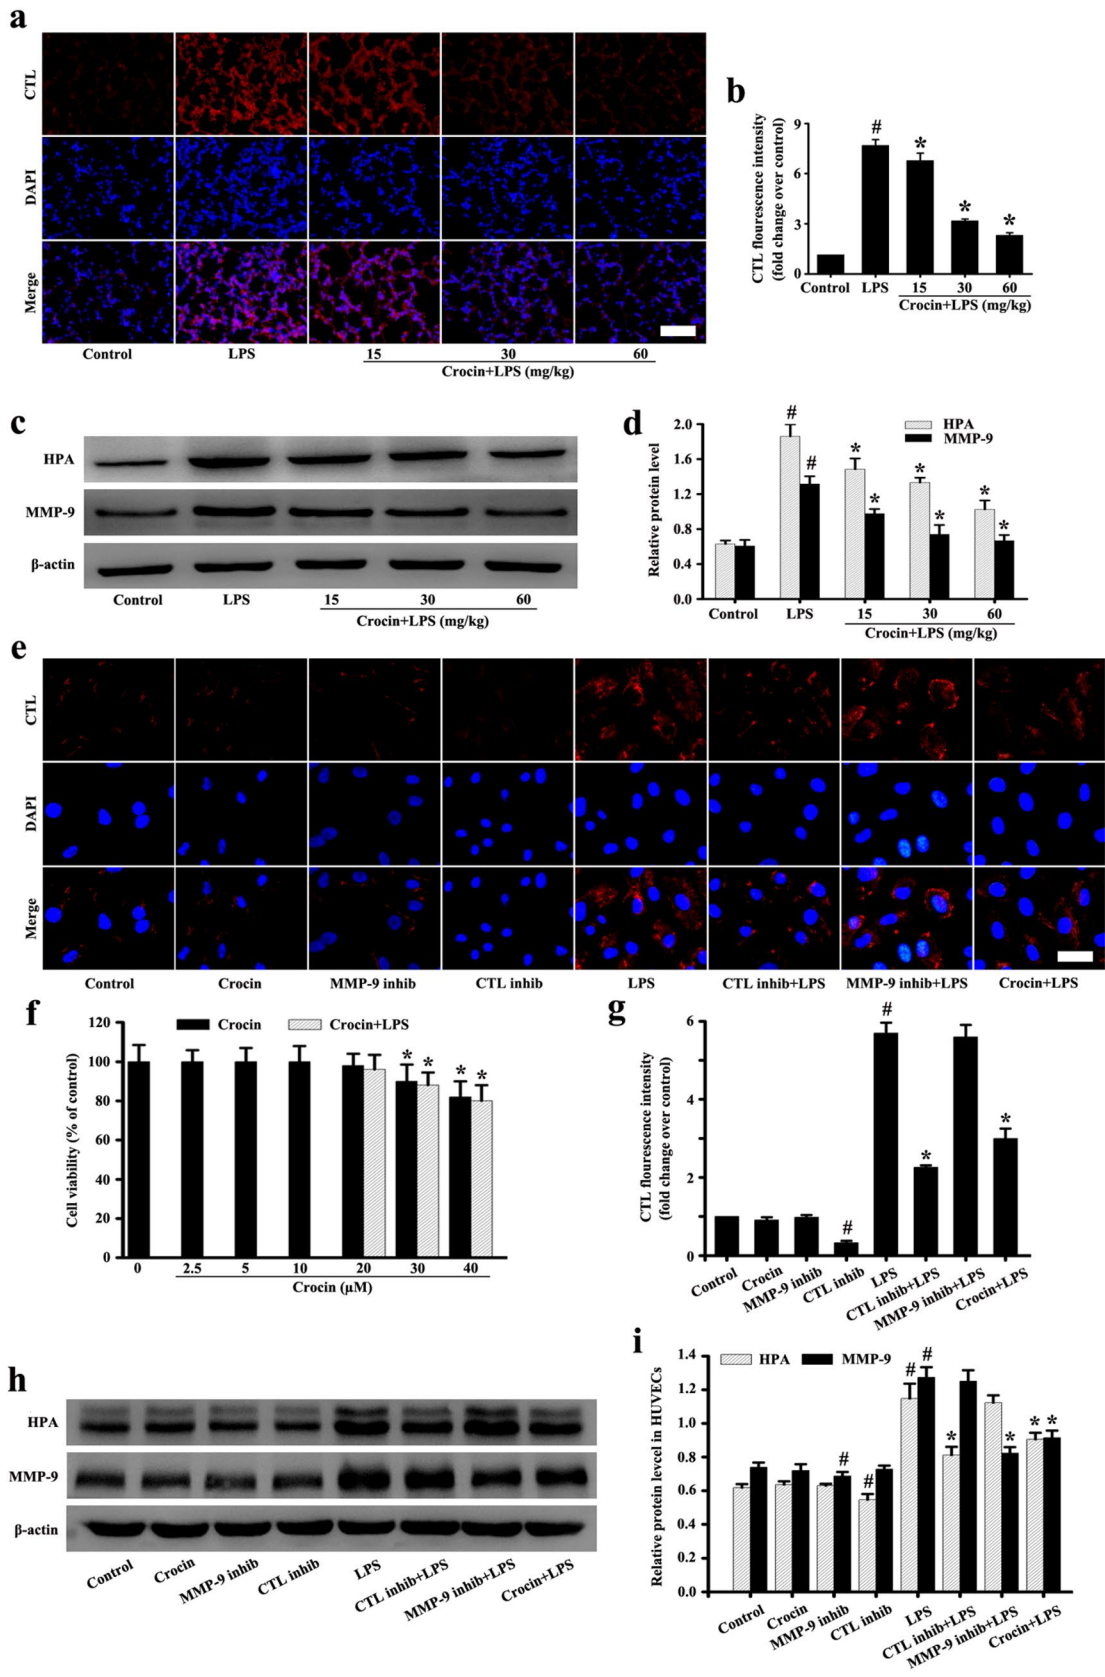 a
CTL
DAPI
Merge
Control LPS 15 30 60
Crocin+LPS (mg/kg)
b
CTL flourescence intensity
(fold change over control)
9
6
3
0
# * * *
Control LPS 15 30 60
Crocin+LPS (mg/kg)
c
HPA
MMP-9
β-actin
Control LPS 15 30 60
Crocin+LPS (mg/kg)
d
HPA
MMP-9
Relative protein level
2.0
1.6
1.2
0.8
0.4
0.0
# # * * * * * *
Control LPS 15 30 60
Crocin+LPS (mg/kg)
e
CTL
DAPI
Merge
Control Crocin MMP-9 inhib CTL inhib LPS CTL inhib+LPS MMP-9 inhib+LPS Crocin+LPS
f
Crocin Crocin+LPS
Cell viability (% of control)
120
100
80
60
40
20
0
* * * *
0 2.5 5 10 20 30 40
Crocin (µM)
g
CTL flourescence intensity
(fold change over control)
6
4
2
1
0
# # * *
Control Crocin MMP-9 inhib CTL inhib LPS CTL inhib+LPS MMP-9 inhib+LPS Crocin+LPS
h
HPA
MMP-9
β-actin
Control Crocin MMP-9 inhib CTL inhib LPS CTL inhib+LPS MMP-9 inhib+LPS Crocin+LPS
i
HPA MMP-9
Relative protein levcel in HUVECs
1.4
1.2
1.0
0.8
0.6
0.4
0.2
0.0
# # # # * * * *
Control Crocin MMP-9 inhib CTL inhib LPS CTL inhib+LPS MMP-9 inhib+LPS Crocin+LPS